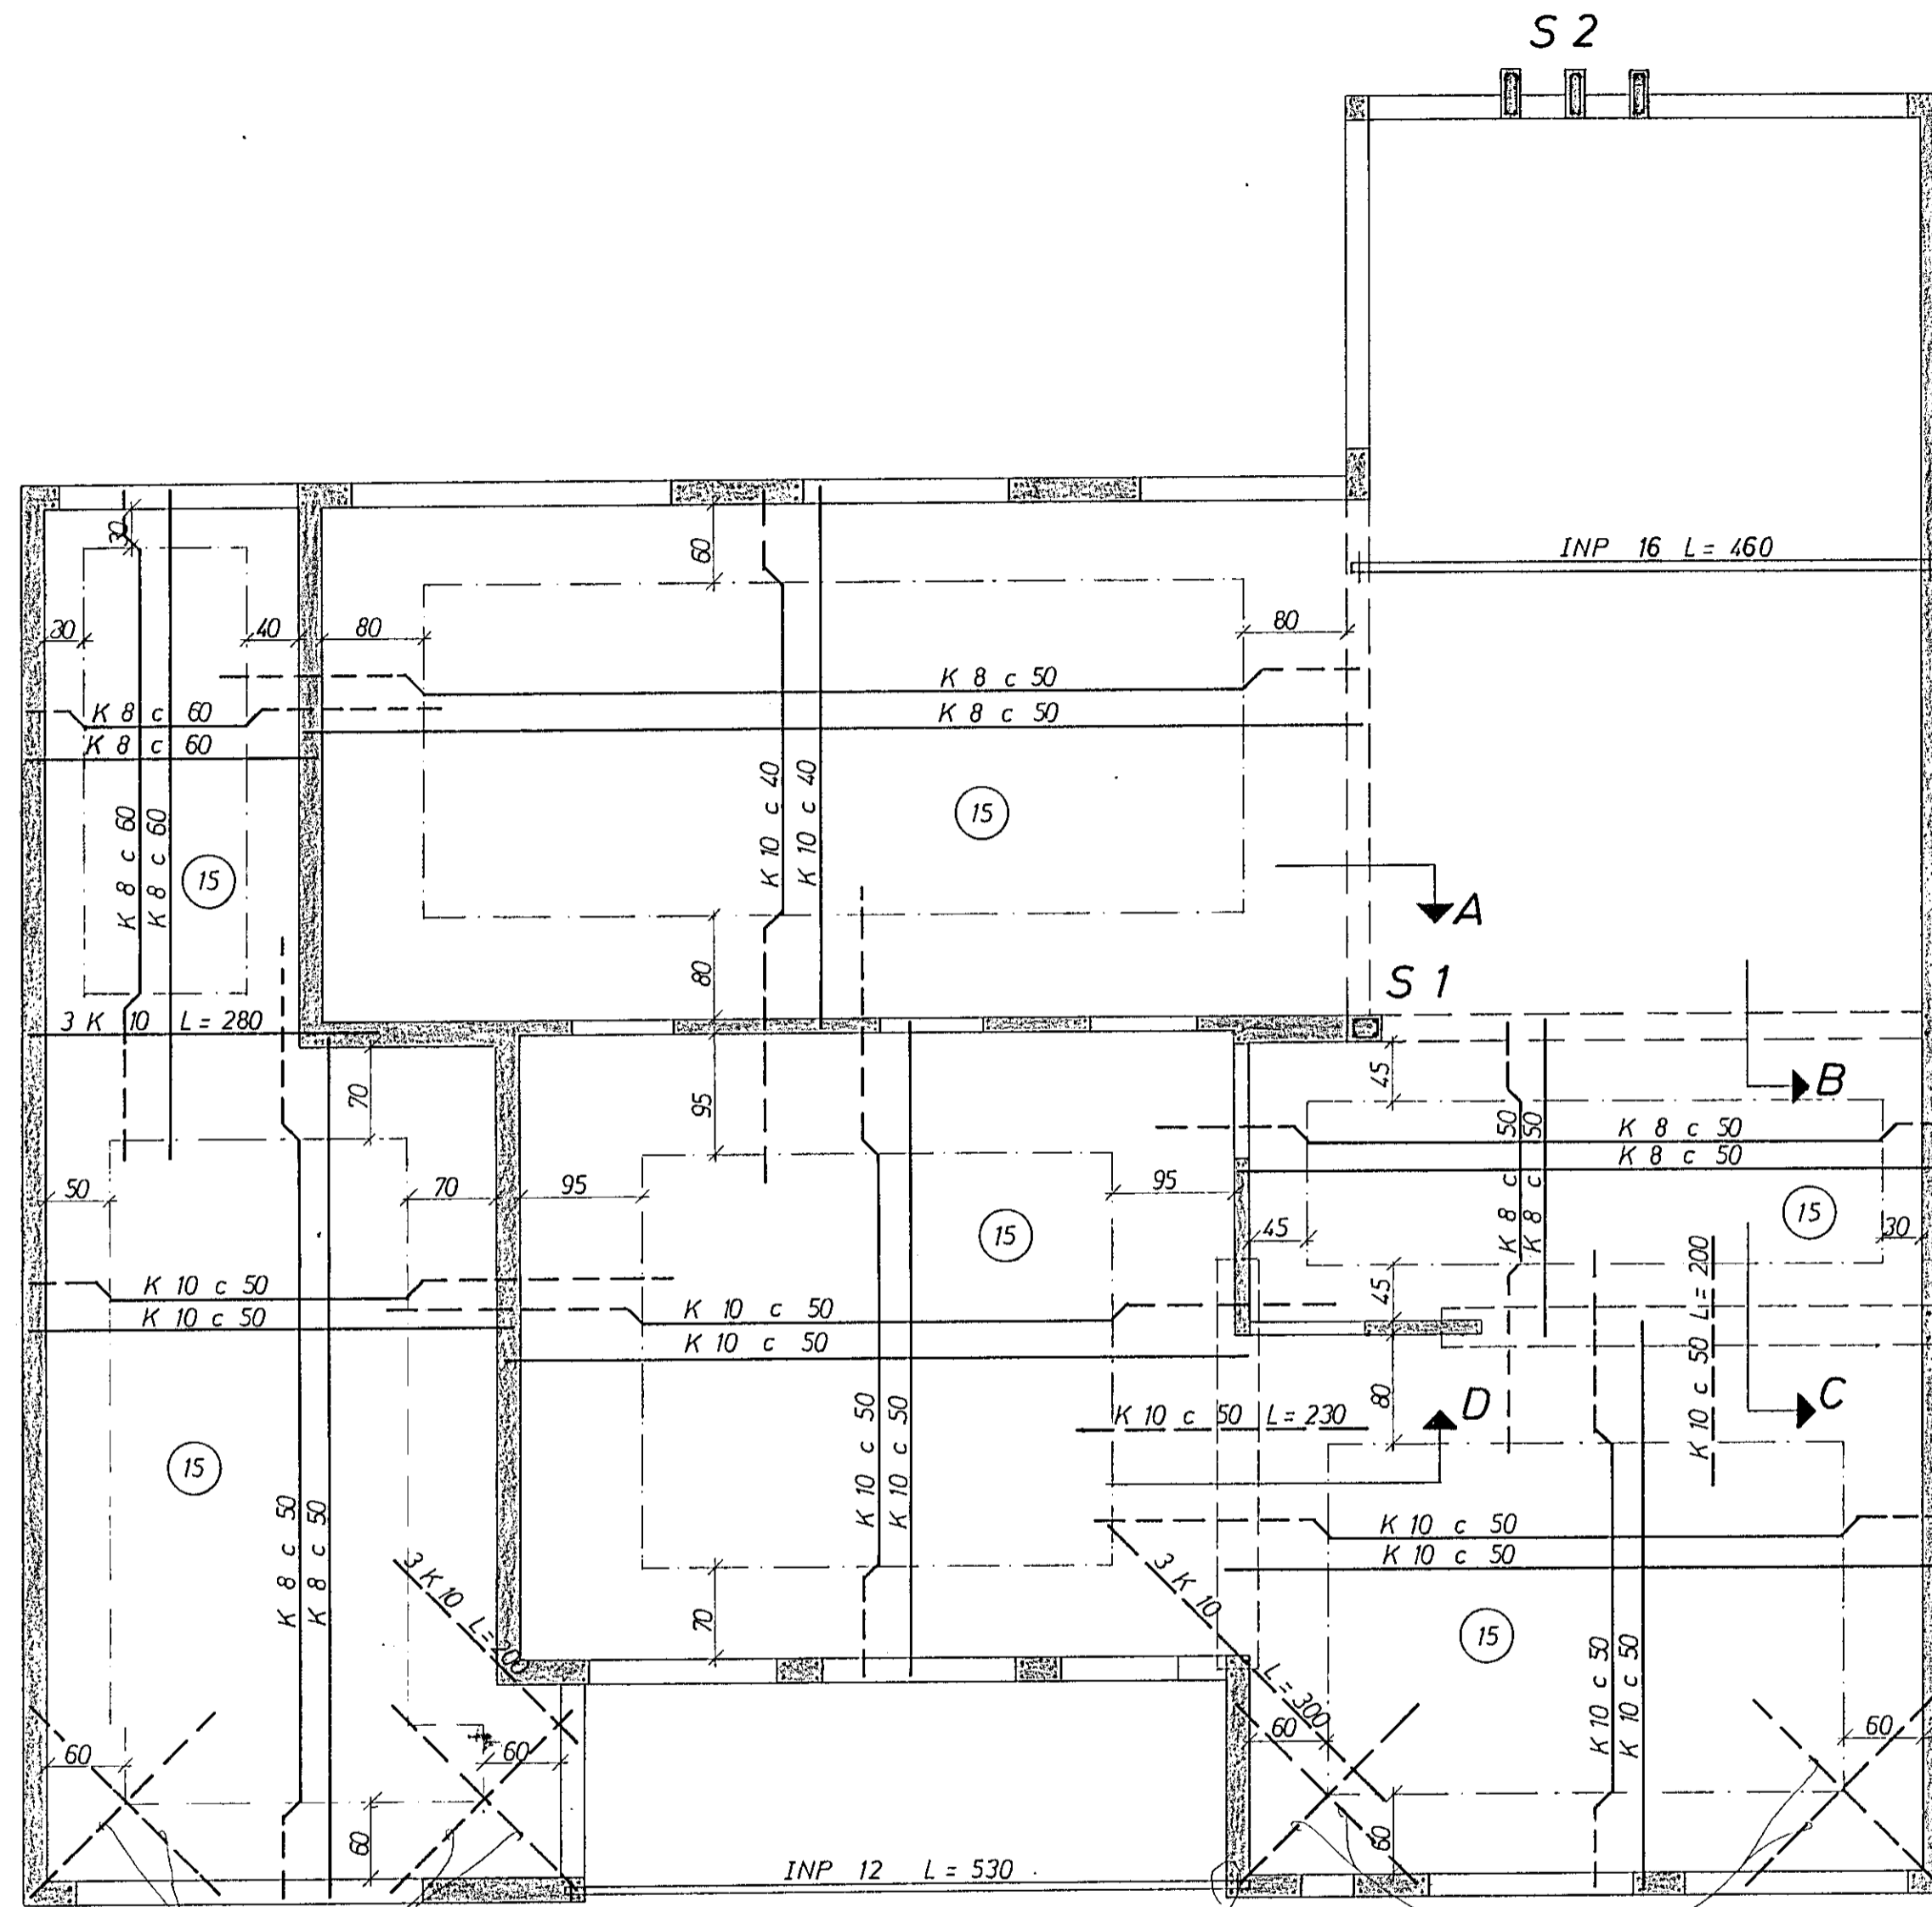 S 2
INP 16 L= 460
30
60
30
40
80
80
K 8 c 50
K 8 c 50
K 8 c 60
K 8 c 60
K 8 c 60
K 8 c 60
K 10 c 40
K 10 c 40
15
15
A
80
S 1
3 K 10 L= 280
70
95
45
B
K 8 c 50
K 8 c 50
K 8 c 50
K 8 c 50
50
70
95
95
45
15
15
30
45
K 10 c 50 L= 200
K 10 c 50
K 10 c 50
K 10 c 50
K 10 c 50
80
C
D
K 10 c 50 L= 230
K 10 c 50
K 10 c 50
15
K 8 c 50
K 8 c 50
K 10 c 50
K 10 c 50
3 K 10 L= 200
3 K 10 L= 300
70
15
K 10 c 50
K 10 c 50
60
60
60
60
60
60
INP 12 L = 530